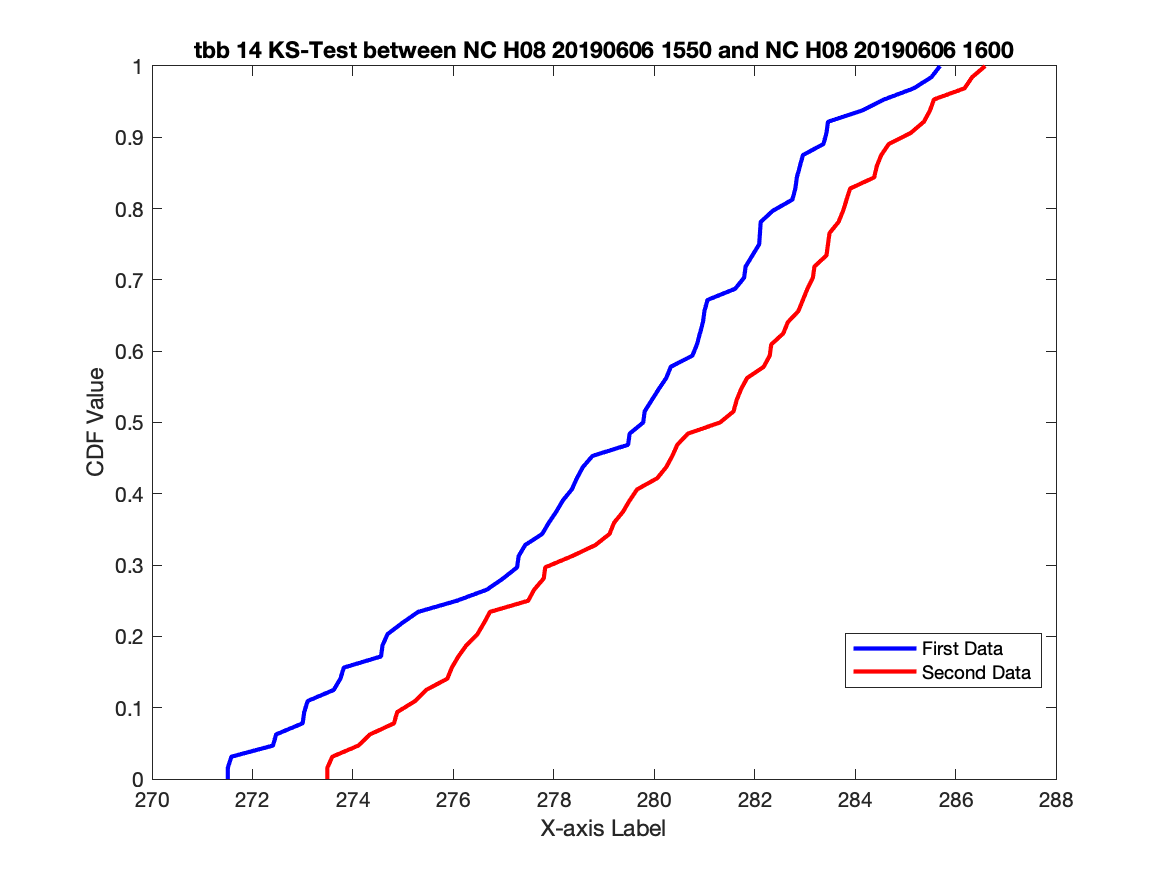 tbb 14 KS-Test between NC H08 20190606 1550 and NC H08 20190606 1600
1
0.9
0.8
0.7
0.6
0.5
0.4
0.3
0.2
0.1
0
CDF Value
First Data
Second Data
270 272 274 276 278 280 282 284 286 288
X-axis Label